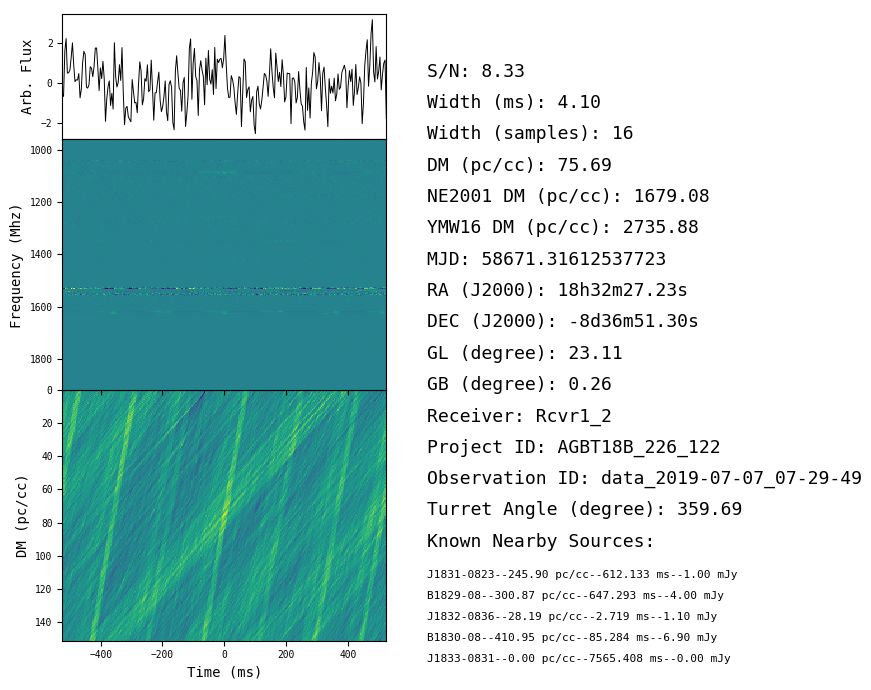 2
0
−2
Arb. Flux
1000
1200
1400
1600
1800
Frequency (Mhz)
0
20
40
60
80
100
120
140
DM (pc/cc)
−400
−200
0
200
400
Time (ms)
S/N: 8.33
Width (ms): 4.10
Width (samples): 16
DM (pc/cc): 75.69
NE2001 DM (pc/cc): 1679.08
YMW16 DM (pc/cc): 2735.88
MJD: 58671.31612537723
RA (J2000): 18h32m27.23s
DEC (J2000): -8d36m51.30s
GL (degree): 23.11
GB (degree): 0.26
Receiver: Rcvr1_2
Project ID: AGBT18B_226_122
Observation ID: data_2019-07-07_07-29-49
Turret Angle (degree): 359.69
Known Nearby Sources:
J1831-0823--245.90 pc/cc--612.133 ms--1.00 mJy
B1829-08--300.87 pc/cc--647.293 ms--4.00 mJy
J1832-0836--28.19 pc/cc--2.719 ms--1.10 mJy
B1830-08--410.95 pc/cc--85.284 ms--6.90 mJy
J1833-0831--0.00 pc/cc--7565.408 ms--0.00 mJy